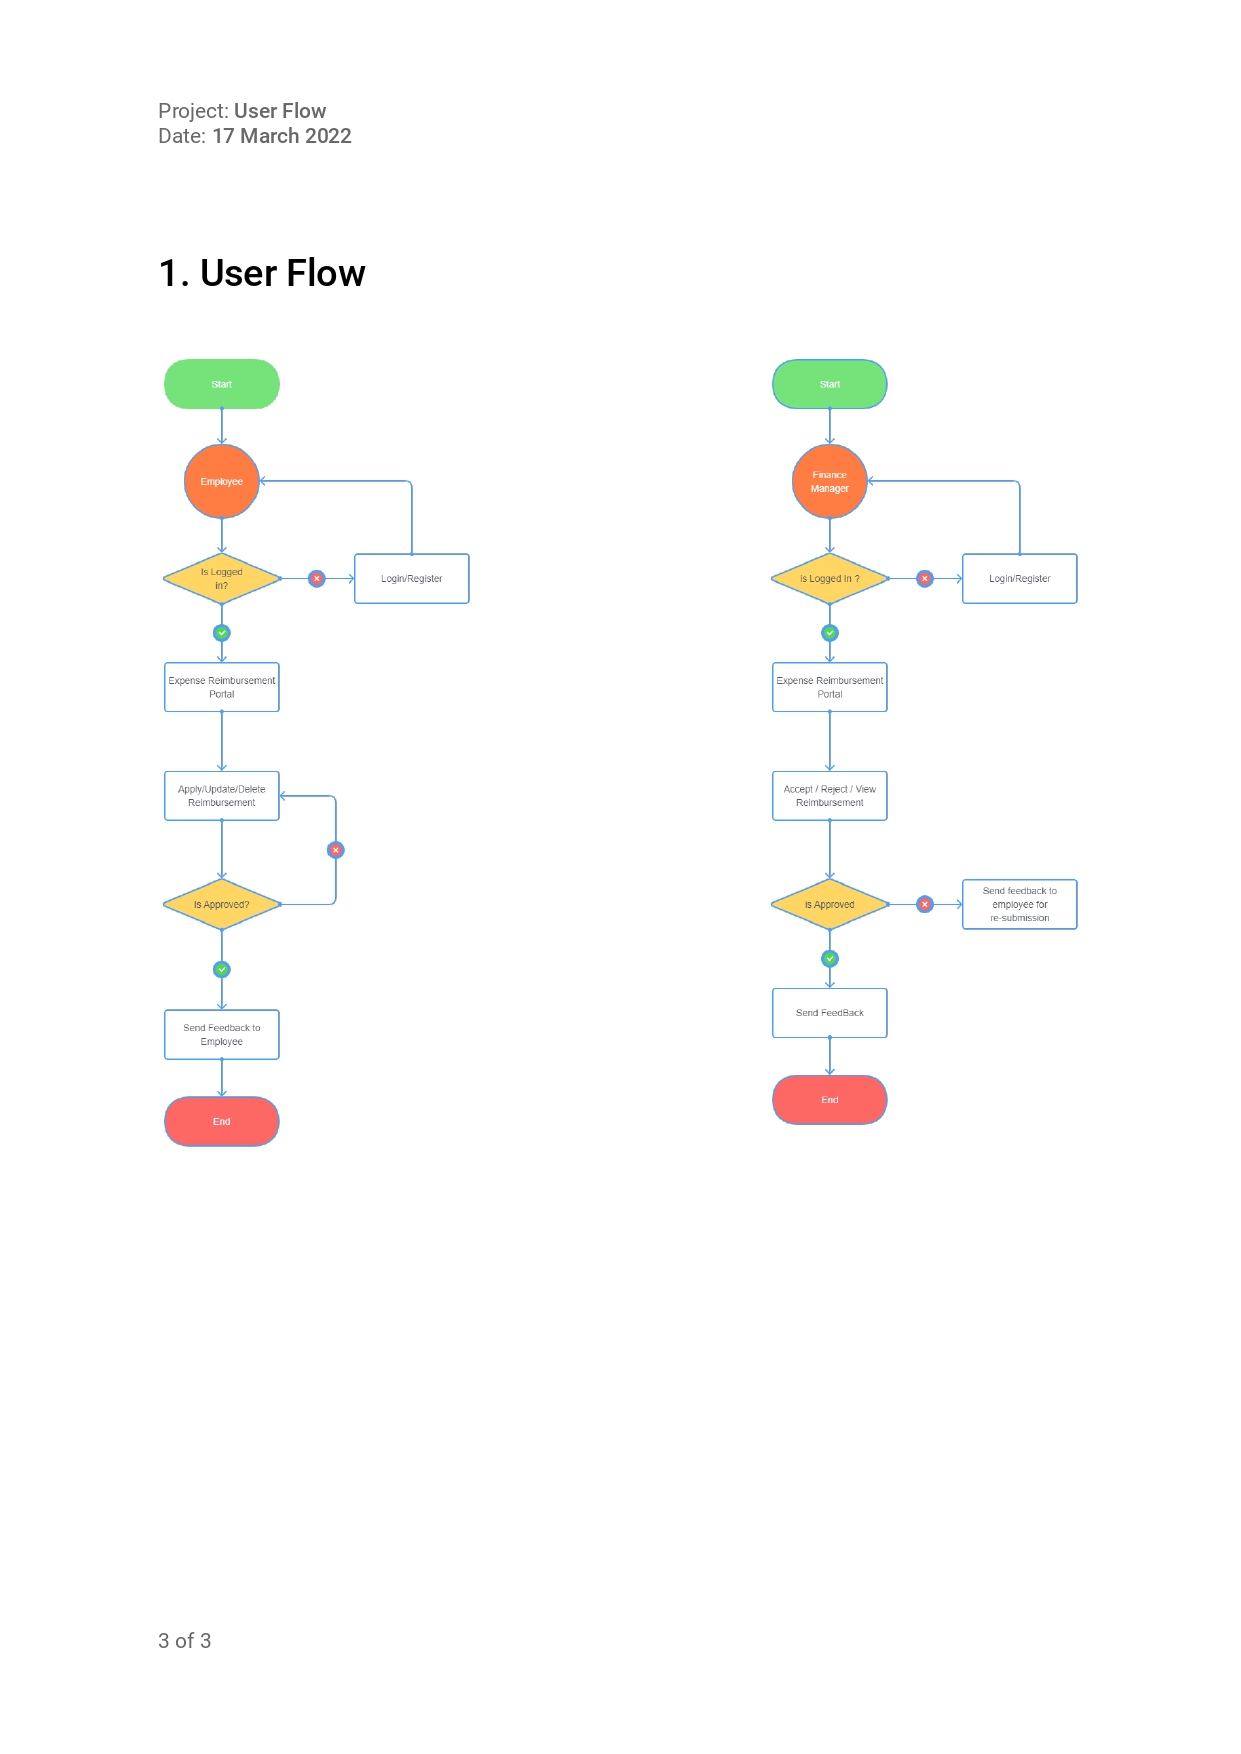 Project: User Flow
Date: 17 March 2022
1. User Flow
Start
Employee
Is Logged
in?
Login/Register
Expense Reimbursement
Portal
Apply/Update/Delete
Reimbursement
Is Approved?
Send Feedback to
Employee
End
Start
Finance
Manager
is Logged In ?
Login/Register
Expense Reimbursement
Portal
Accept / Reject / View
Reimbursement
is Approved
Send feedback to
employee for
re-submission
Send FeedBack
End
3 of 3